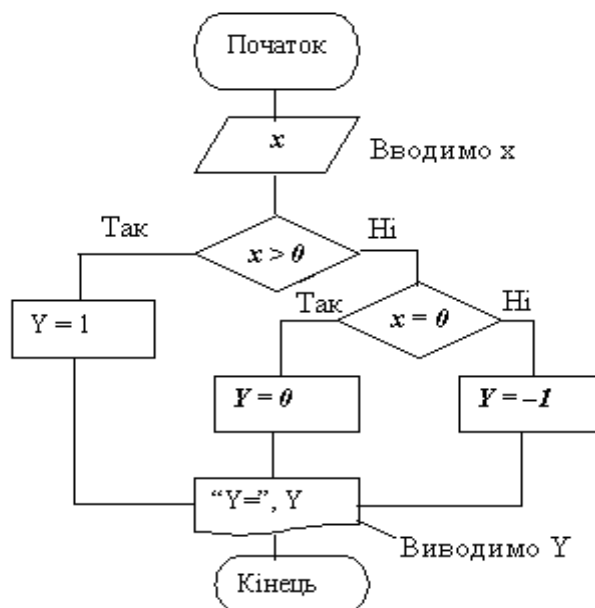 Початок
x
Вводимо x
Так
x > 0
Ні
Y = 1
Так
x = 0
Ні
Y = 0
Y = –1
“Y=”, Y
Виводимо Y
Кінець